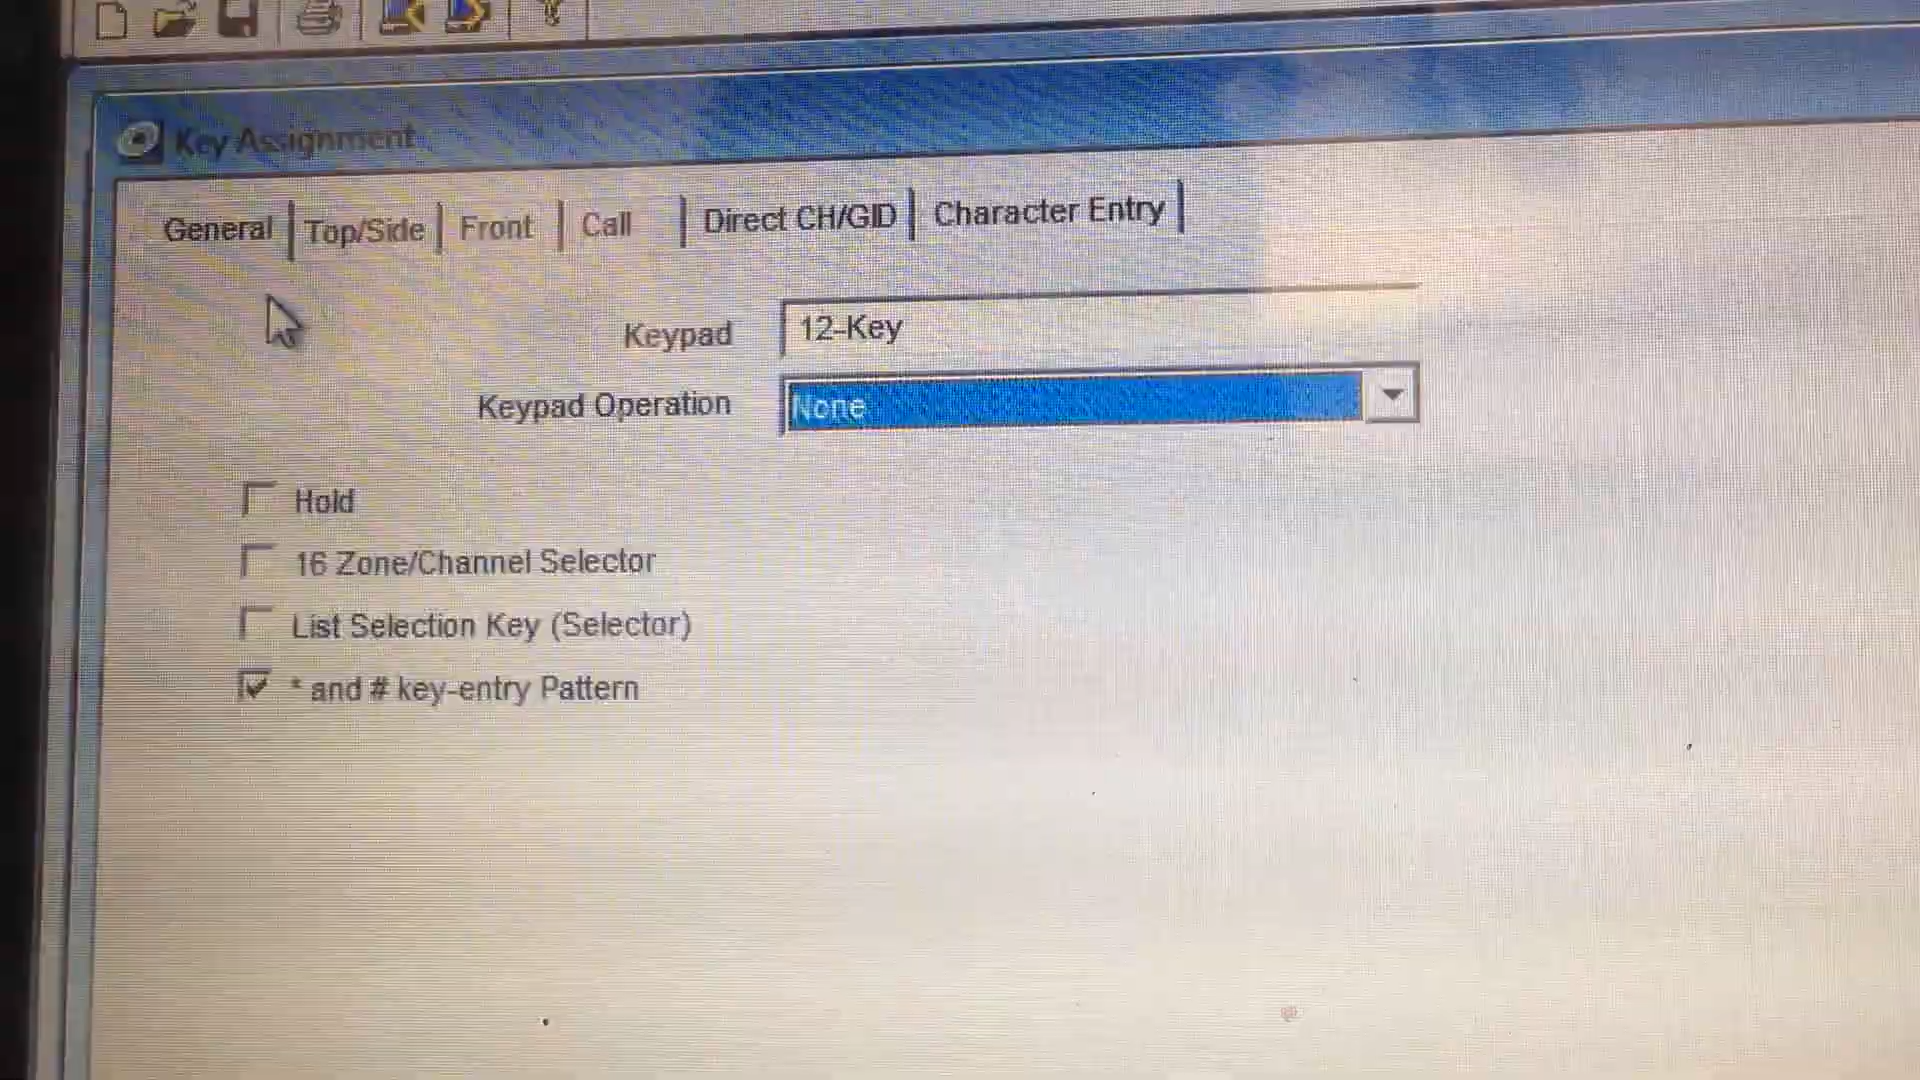 Key Assignment
General Top/Side Front Call Direct CH/GID Character Entry
Keypad 12-Key
Keypad Operation None
Hold
16 Zone/Channel Selector
List Selection Key (Selector)
* and # key-entry Pattern